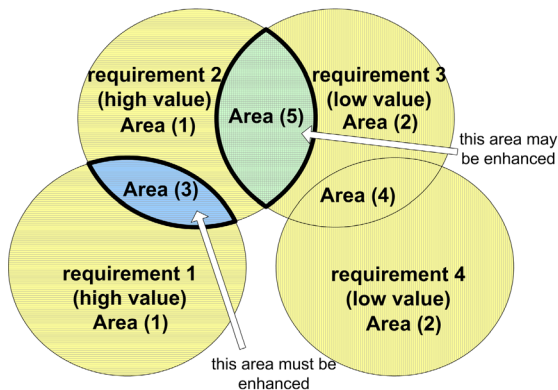 requirement 2
(high value)
Area (1)
requirement 3
(low value)
Area (2)
Area (5)
this area may
be enhanced
Area (3)
Area (4)
requirement 1
(high value)
Area (1)
requirement 4
(low value)
Area (2)
this area must be
enhanced